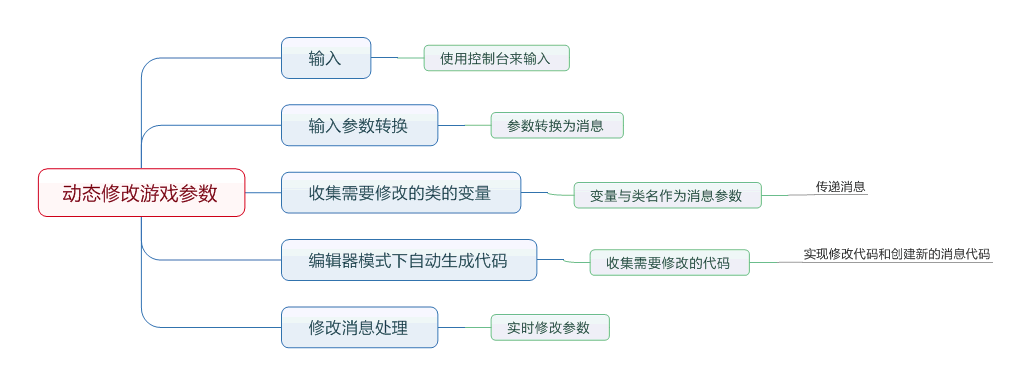 动态修改游戏参数
输入
使用控制台来输入
输入参数转换
参数转换为消息
收集需要修改的类的变量
变量与类名作为消息参数
传递消息
编辑器模式下自动生成代码
收集需要修改的代码
实现修改代码和创建新的消息代码
修改消息处理
实时修改参数